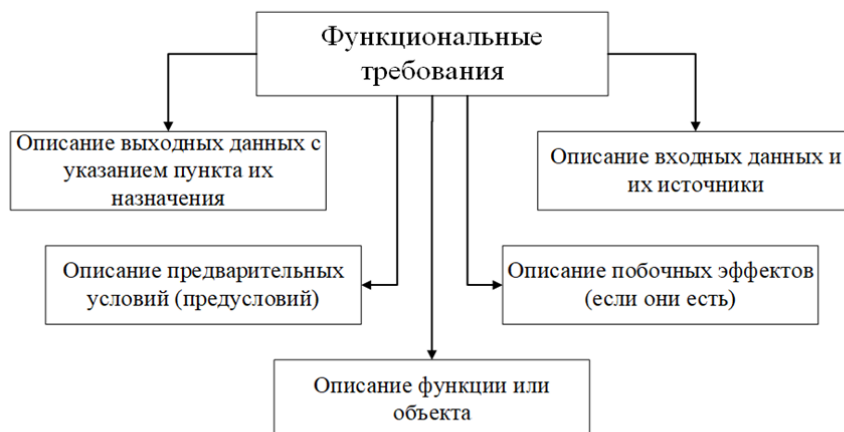 Функциональные
требования
Описание выходных данных с
указанием пункта их
назначения
Описание входных данных и
их источники
Описание предварительных
условий (предусловий)
Описание побочных эффектов
(если они есть)
Описание функции или
объекта